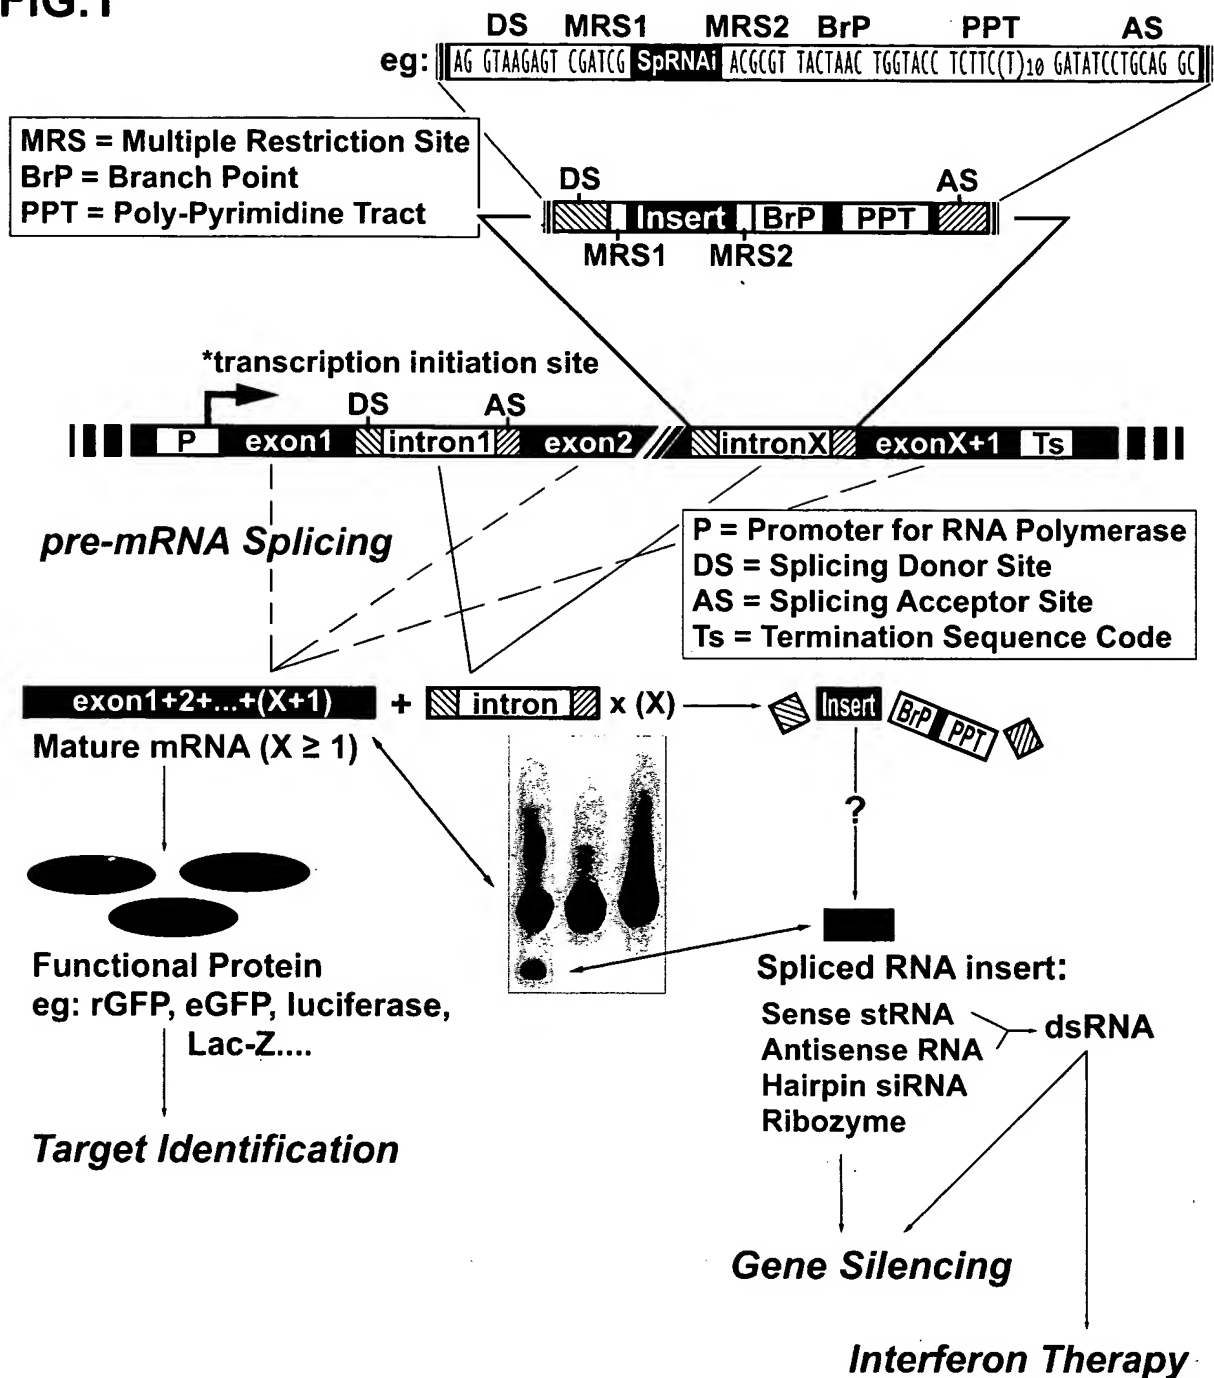 FIG.1
DS MRS1 MRS2 BrP PPT AS
eg: AG GTAAGAGT CGATCG SpRNAi ACGCGT TACTAAC TGGTACC TCTTC(T)10 GATATCCTGCAG GC
MRS = Multiple Restriction Site
BrP = Branch Point
PPT = Poly-Pyrimidine Tract
DS AS
Insert BrP PPT
MRS1 MRS2
*transcription initiation site
DS AS
P exon1 intron1 exon2 intronX exonX+1 Ts
pre-mRNA Splicing
P = Promoter for RNA Polymerase
DS = Splicing Donor Site
AS = Splicing Acceptor Site
Ts = Termination Sequence Code
exon1+2+...+(X+1) + intron x (X) Insert BrP PPT
Mature mRNA (X ≥ 1)
?
Functional Protein
eg: rGFP, eGFP, luciferase,
Lac-Z....
Spliced RNA insert:
Sense stRNA
Antisense RNA
Hairpin siRNA
Ribozyme
dsRNA
Target Identification
Gene Silencing
Interferon Therapy